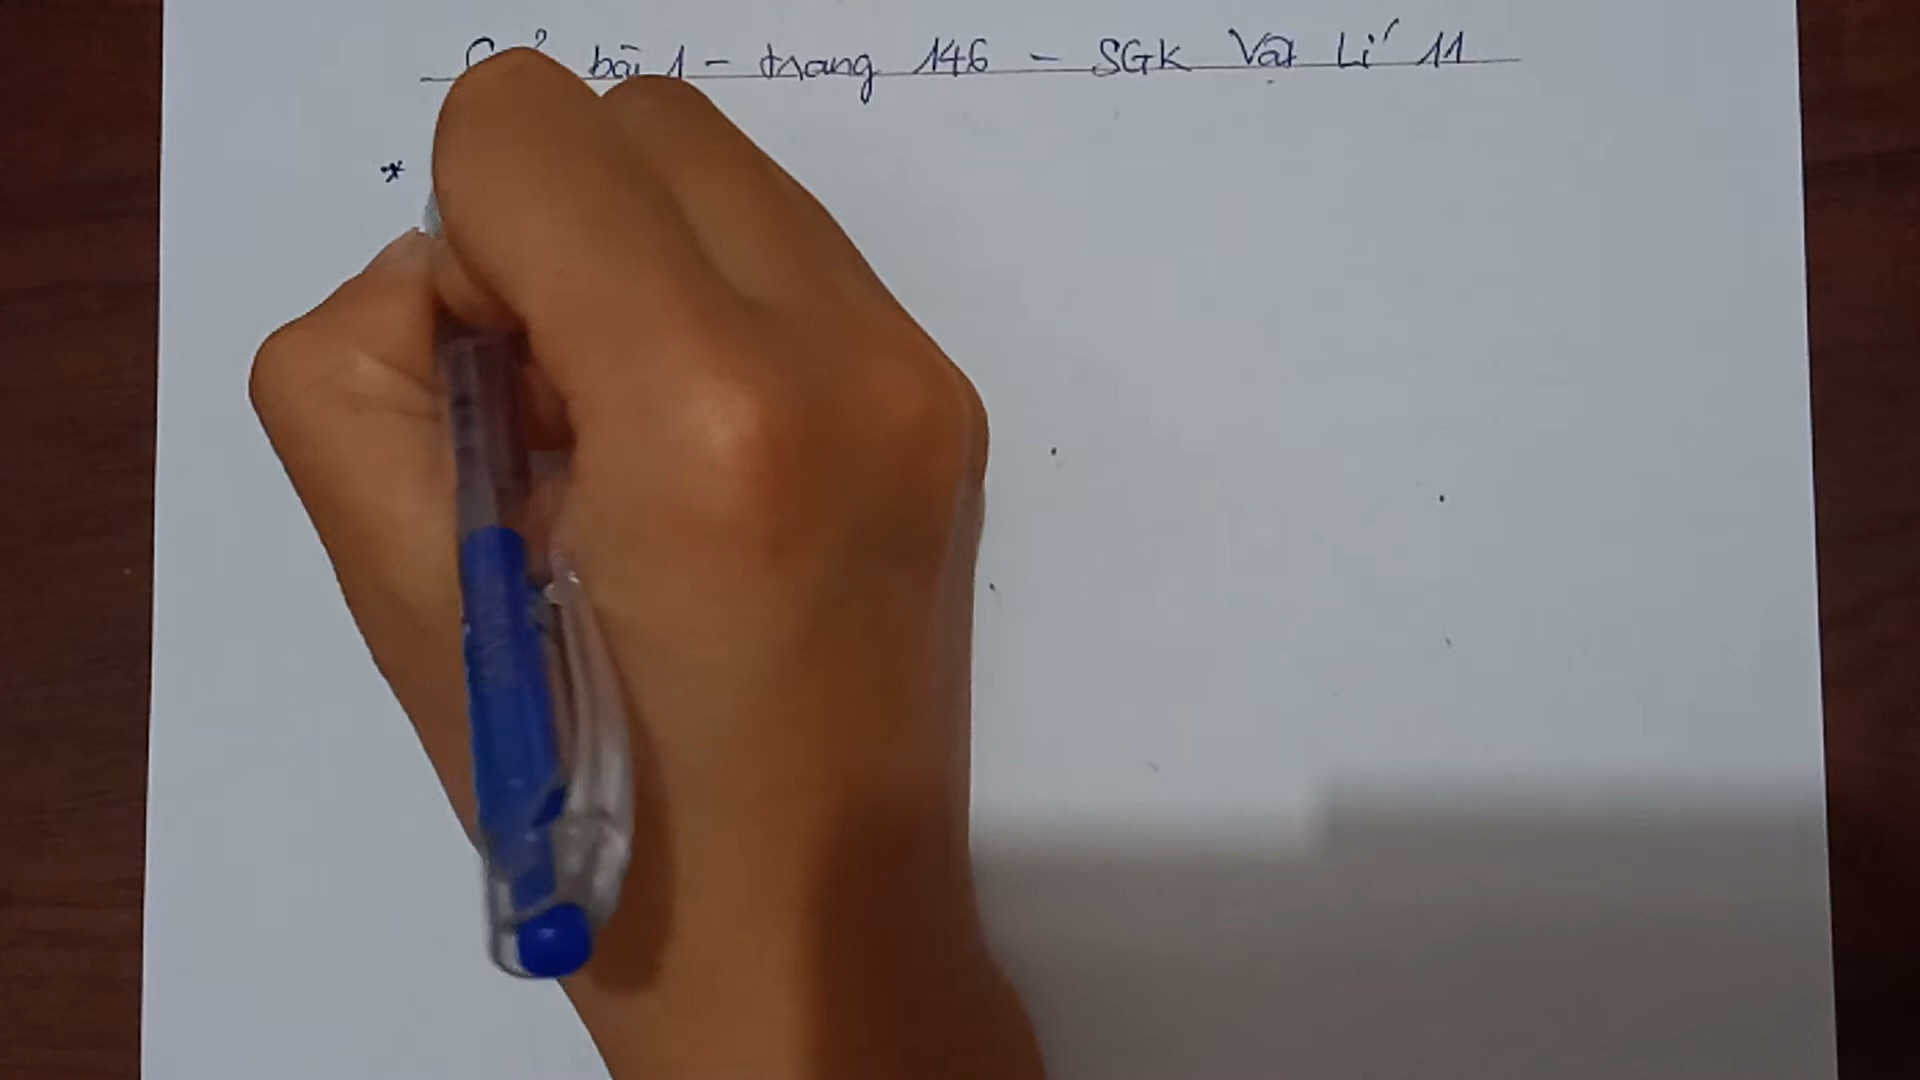 bài 1 - trang 146 - SGK Vật Lí 11
*